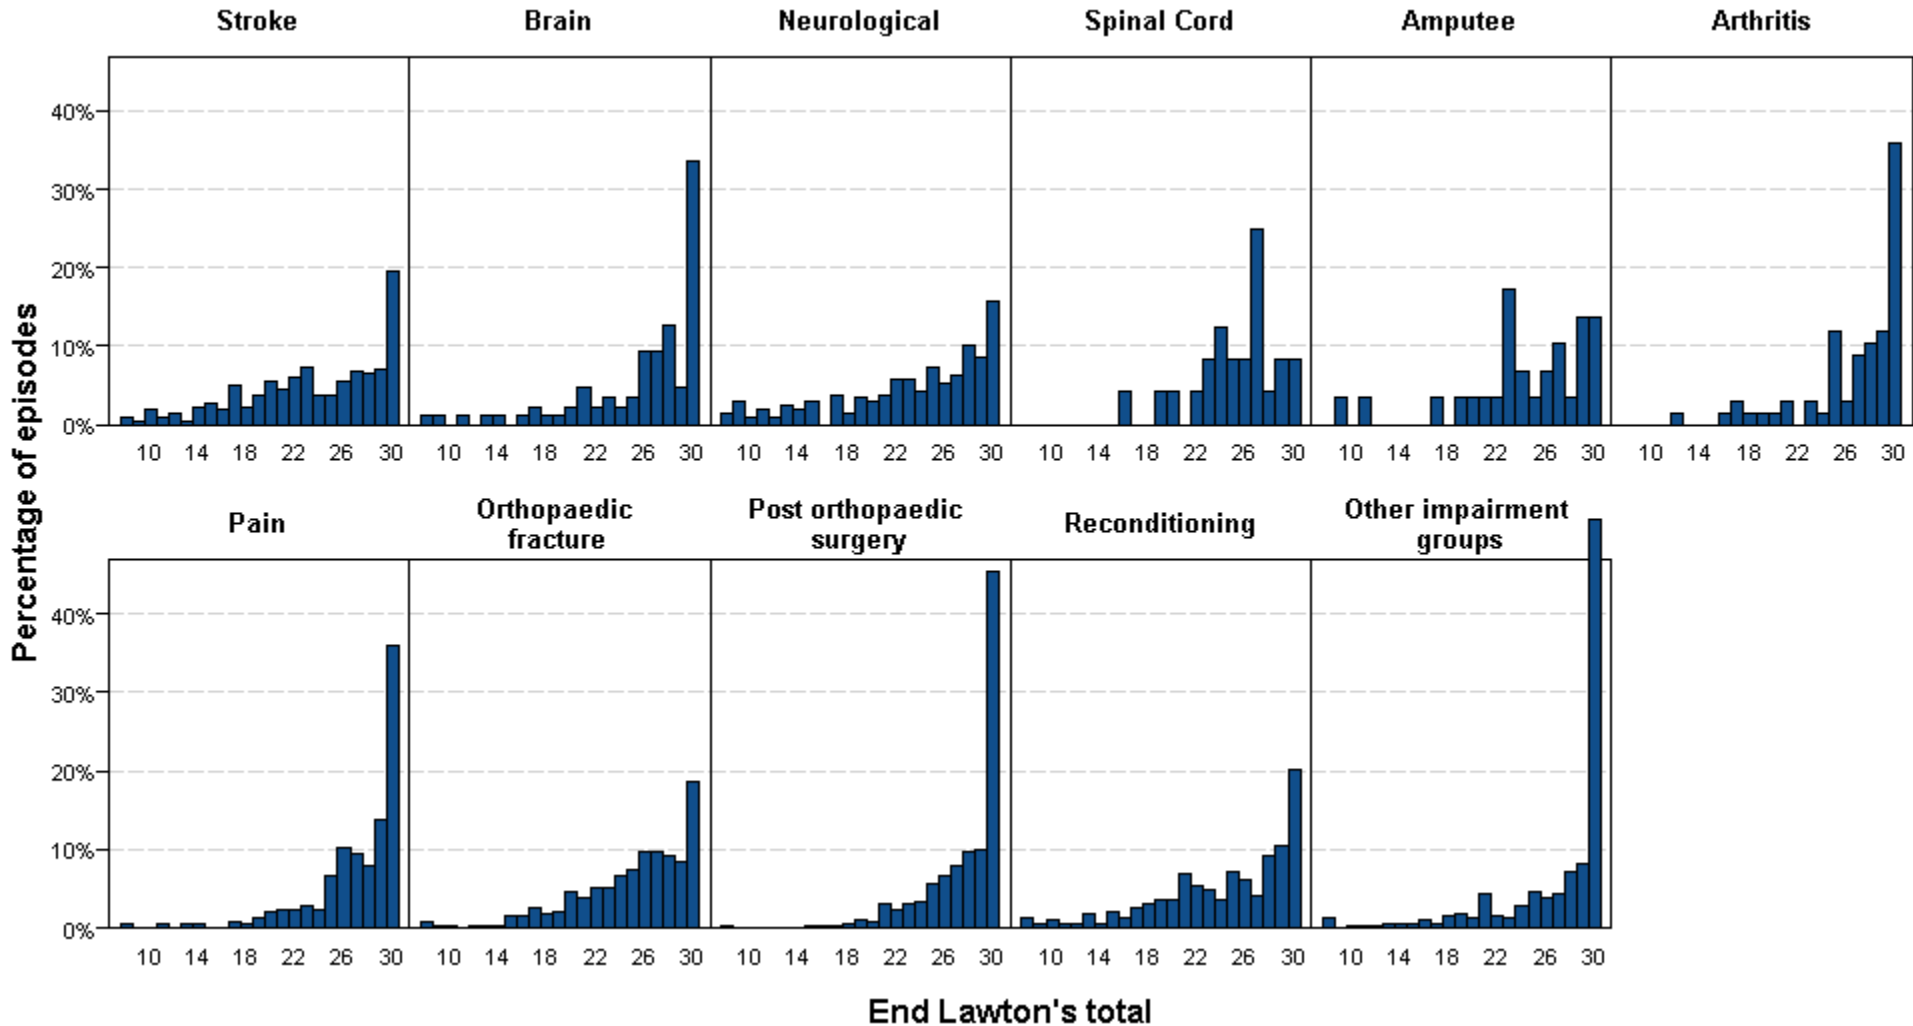 Stroke Brain Neurological Spinal Cord Amputee Arthritis
40%
30%
20%
10%
0%
10 14 18 22 26 30 10 14 18 22 26 30 10 14 18 22 26 30 10 14 18 22 26 30 10 14 18 22 26 30 10 14 18 22 26 30
Percentage of episodes
Pain Orthopaedic fracture Post orthopaedic surgery Reconditioning Other impairment groups
40%
30%
20%
10%
0%
10 14 18 22 26 30 10 14 18 22 26 30 10 14 18 22 26 30 10 14 18 22 26 30 10 14 18 22 26 30
End Lawton's total